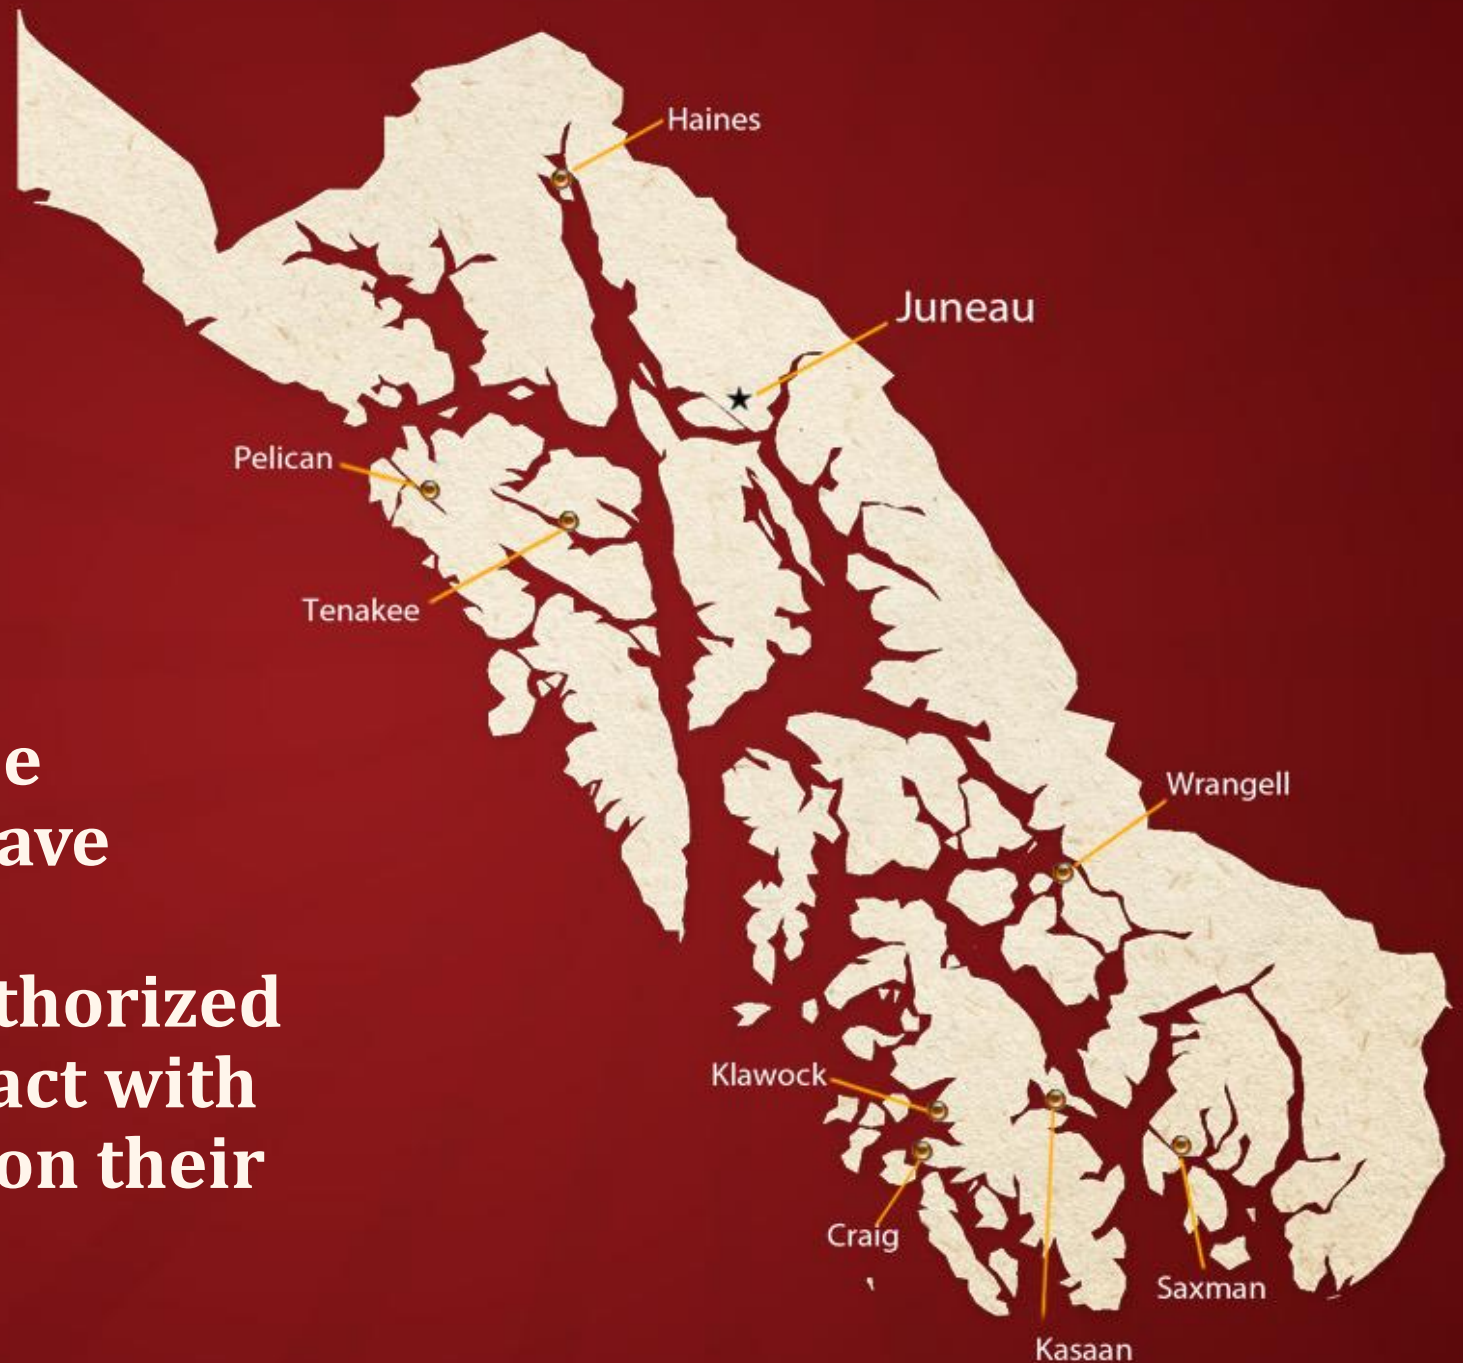 Haines
Juneau
Pelican
Tenakee
e
ave
Wrangell
thorized
act with
on their
Klawock
Craig
Saxman
Kasaan